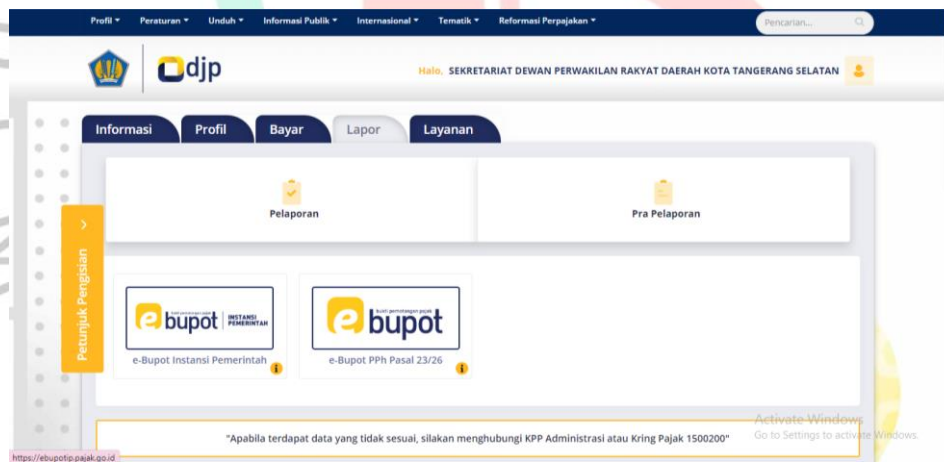 Profil Peraturan Unduh Informasi Publik Internasional Tematik Reformasi Perpajakan Pencarian...
djp
Halo, SEKRETARIAT DEWAN PERWAKILAN RAKYAT DAERAH KOTA TANGERANG SELATAN
Informasi Profil Bayar Lapor Layanan
Pelaporan Pra Pelaporan
Petunjuk Pengisian
e bupot INSTANSI PEMERINTAH
bukti pemotongan pajak
e bupot
e-Bupot Instansi Pemerintah e-Bupot PPh Pasal 23/26
"Apabila terdapat data yang tidak sesuai, silakan menghubungi KPP Administrasi atau Kring Pajak 1500200"
Activate Windows
Go to Settings to activate Windows.
https://ebupotip.pajak.go.id